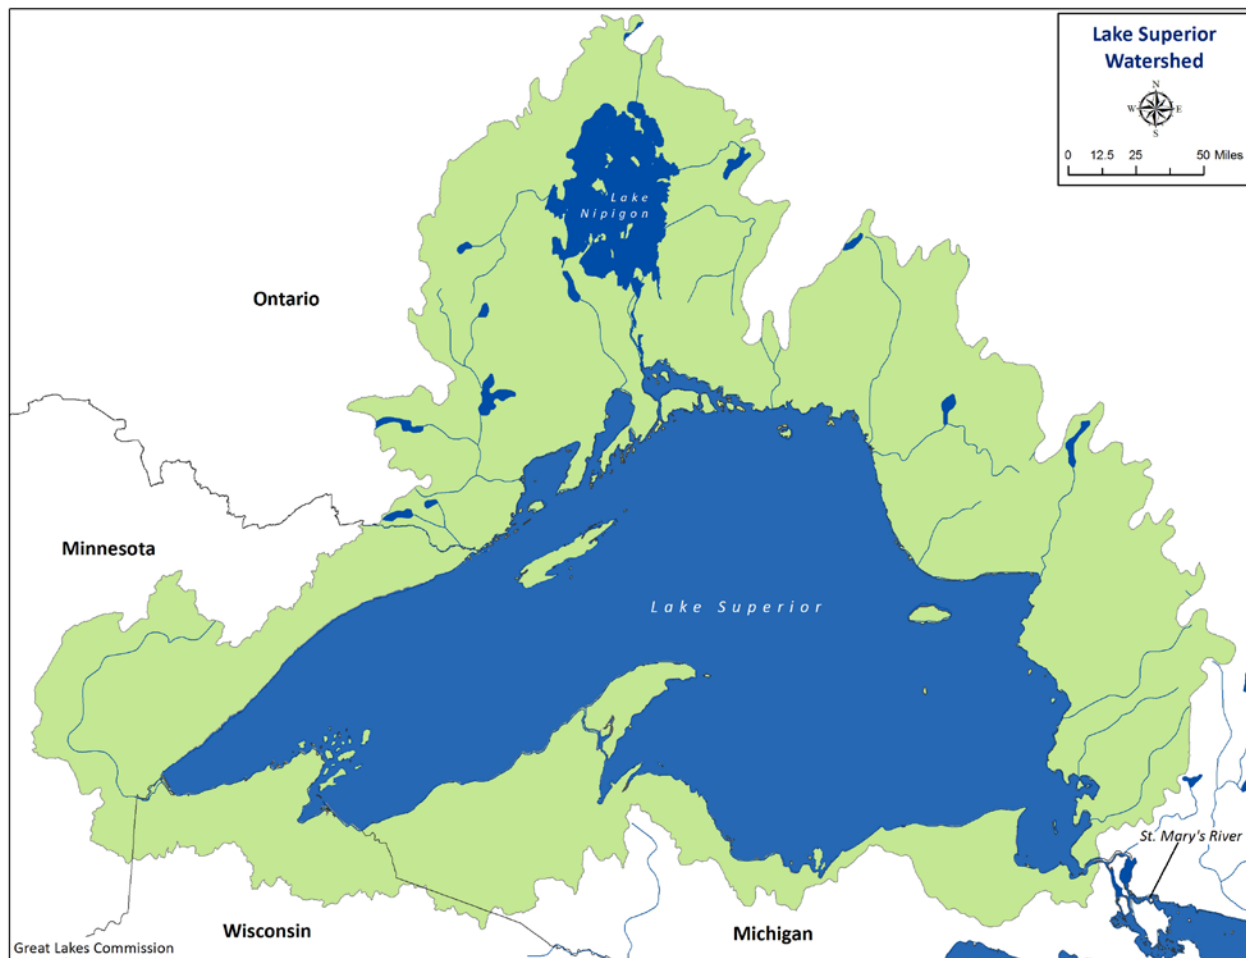 Lake Superior
Watershed
N
W E
S
0 12.5 25 50 Miles
Lake
Nipigon
Ontario
Minnesota
Lake Superior
St. Mary's River
Wisconsin
Michigan
Great Lakes Commission